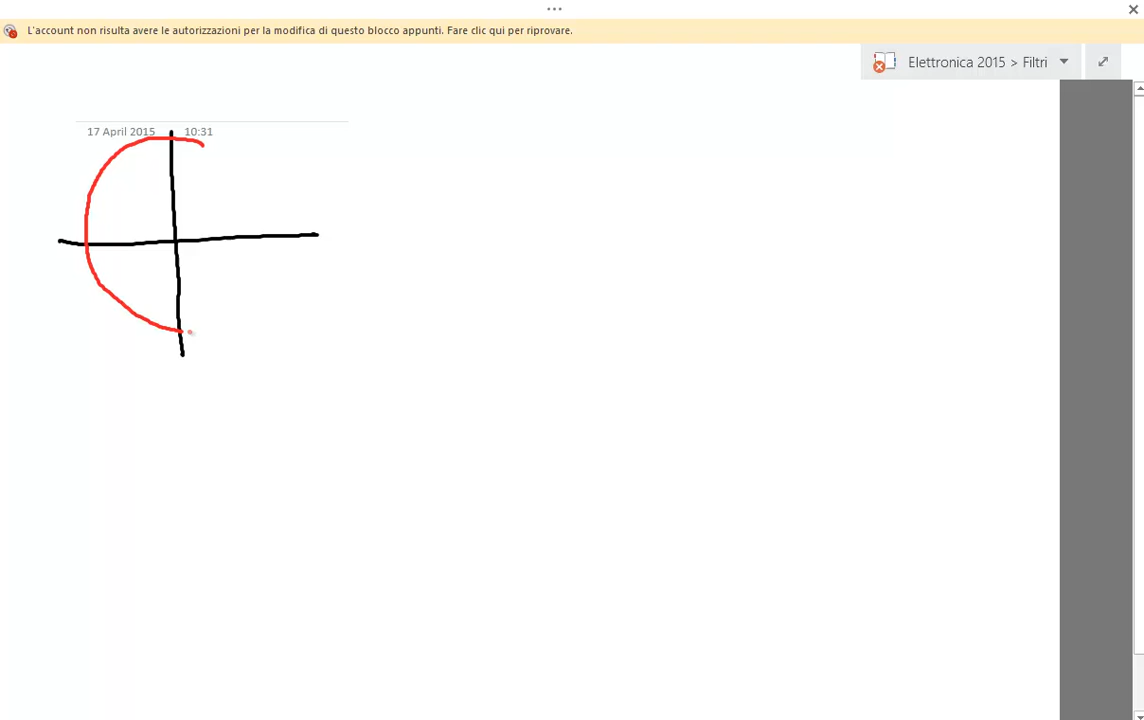 L'account non risulta avere le autorizzazioni per la modifica di questo blocco appunti. Fare clic qui per riprovare.
Elettronica 2015 > Filtri
17 April 2015 10:31